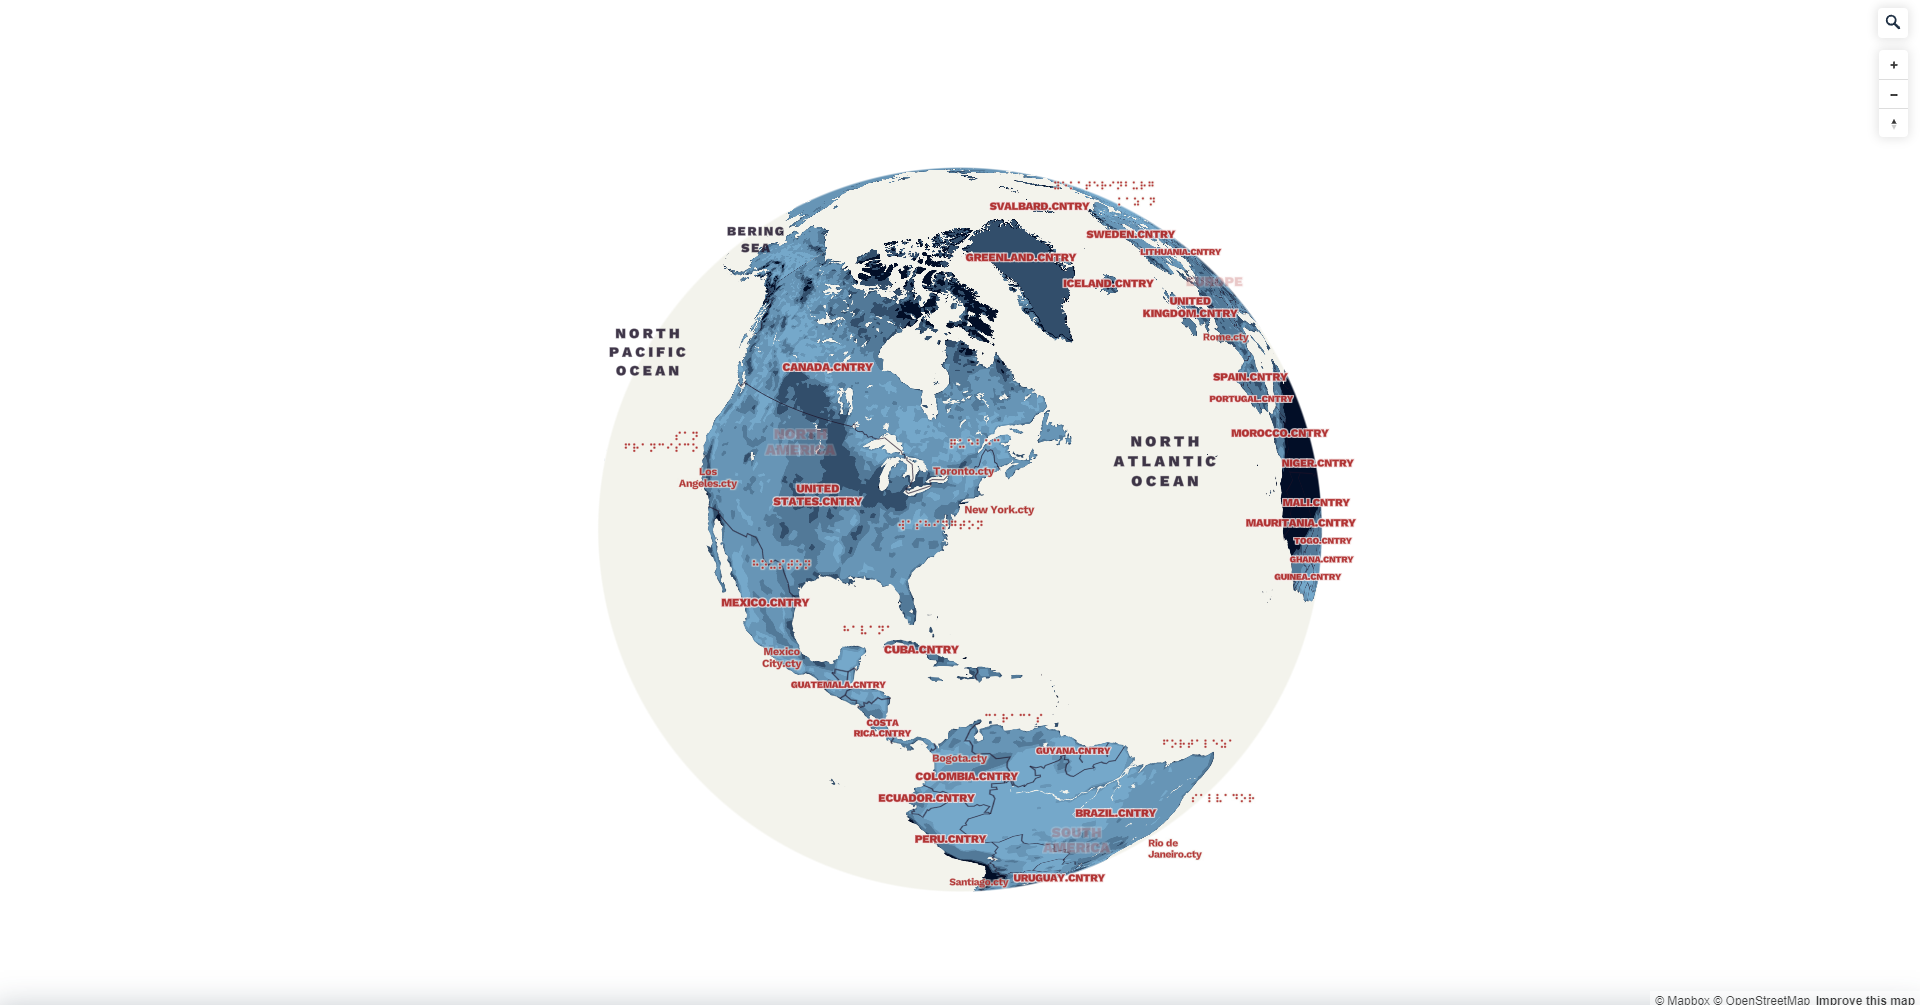 ⠽⠑⠅⠁⠞⠑⠗⠊⠝⠃⠥⠗⠛
⠅⠁⠵⠁⠝
SVALBARD.CNTRY
BERING
SEA
SWEDEN.CNTRY
LITHUANIA.CNTRY
GREENLAND.CNTRY
ICELAND.CNTRY
EUROPE
UNITED
KINGDOM.CNTRY
NORTH
PACIFIC
OCEAN
Rome.cty
CANADA.CNTRY
SPAIN.CNTRY
PORTUGAL.CNTRY
MOROCCO.CNTRY
NORTH
AMERICA
⠎⠁⠝
⠋⠗⠁⠝⠉⠊⠎⠉⠕
NORTH
ATLANTIC
OCEAN
NIGER.CNTRY
Los
Angeles.cty
Toronto.cty
UNITED
STATES.CNTRY
MALI.CNTRY
New York.cty
⠺⠁⠎⠓⠊⠝⠛⠞⠕⠝
MAURITANIA.CNTRY
TOGO.CNTRY
GHANA.CNTRY
⠓⠕⠥⠎⠞⠕⠝
GUINEA.CNTRY
MEXICO.CNTRY
⠓⠁⠧⠁⠝⠁
CUBA.CNTRY
Mexico
City.cty
GUATEMALA.CNTRY
⠉⠁⠗⠁⠉⠁⠎
COSTA
RICA.CNTRY
⠋⠕⠗⠞⠁⠇⠑⠵⠁
GUYANA.CNTRY
Bogota.cty
COLOMBIA.CNTRY
ECUADOR.CNTRY
⠎⠁⠇⠧⠁⠙⠕⠗
BRAZIL.CNTRY
SOUTH
AMERICA
PERU.CNTRY
Rio de
Janeiro.cty
Santiago.cty
URUGUAY.CNTRY
© Mapbox © OpenStreetMap Improve this map